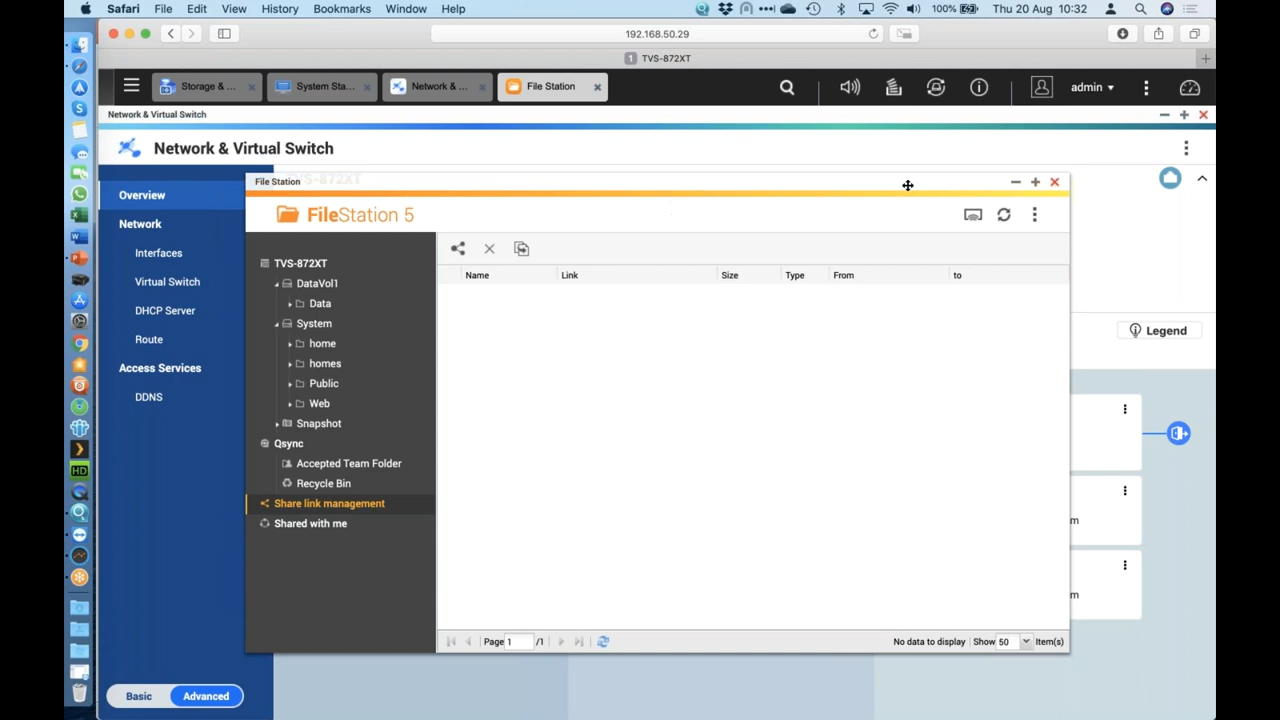 Safari File Edit View History Bookmarks Window Help 100% Thu 20 Aug 10:32
192.168.50.29
1 TVS-872XT
Storage & ... System Sta... Network & ... File Station admin
Network & Virtual Switch
Network & Virtual Switch
Overview
Network
Interfaces
Virtual Switch
DHCP Server
Route
Access Services
DDNS
Basic Advanced
TVS-872XT
File Station
FileStation 5
TVS-872XT
DataVol1
Data
System
home
homes
Public
Web
Snapshot
Qsync
Accepted Team Folder
Recycle Bin
Share link management
Shared with me
Name Link Size Type From to
Page 1 /1 No data to display Show 50 Item(s)
Legend
m
m
HD